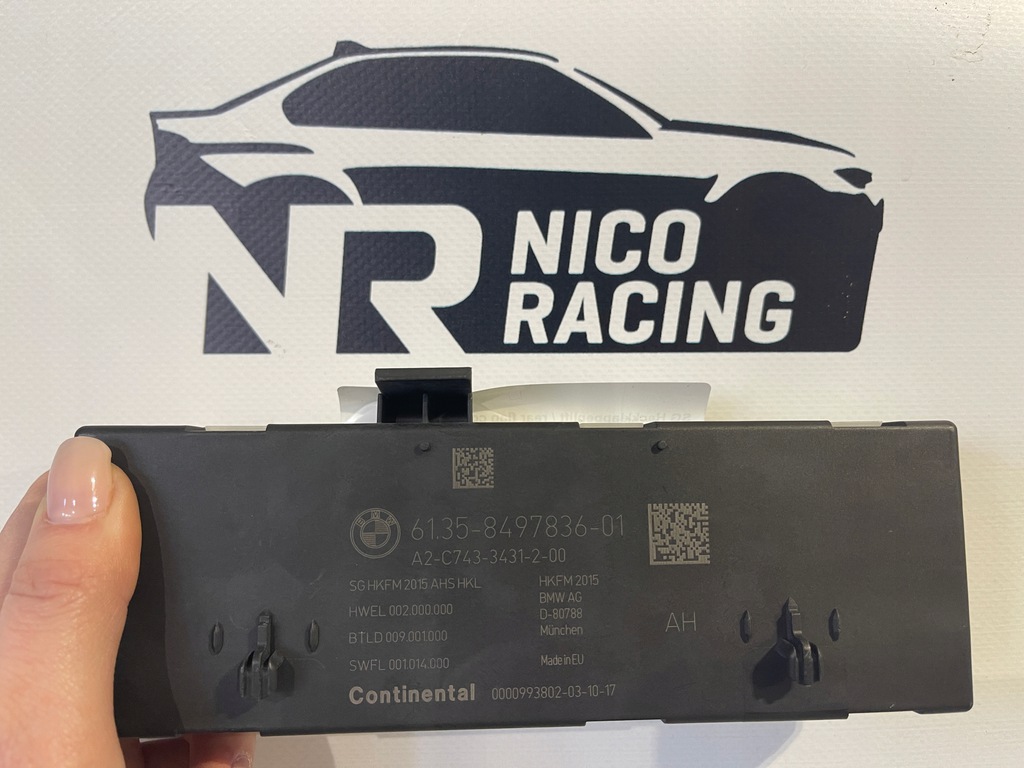 NR
NICO
RACING
BMW
61.35-8497836-01
A2-C743-3431-2-00
SG HKFM 2015 AHS HKL
HWEL 002.000.000
BTLD 009.001.000
SWFL 001.014.000
HKFM 2015
BMW AG
D-80788
München
Made in EU
AH
Continental 0000993802-03-10-17